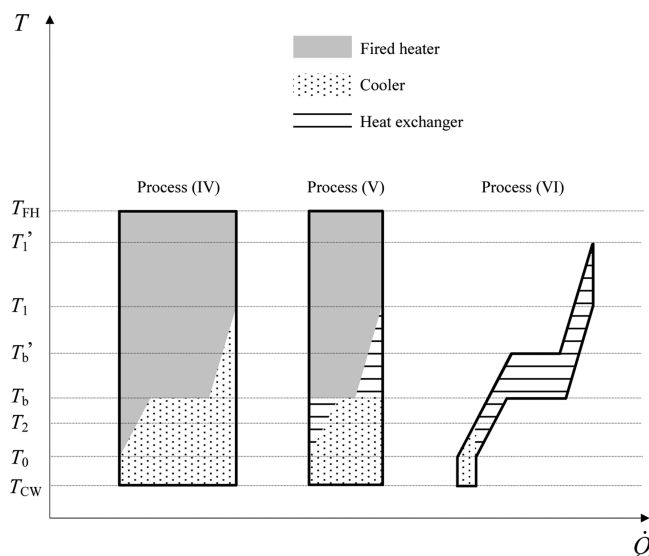 T
Fired heater
Cooler
Heat exchanger
Process (IV) Process (V) Process (VI)
T_FH
T_1'
T_1
T_b'
T_b
T_2
T_0
T_CW
Q̇